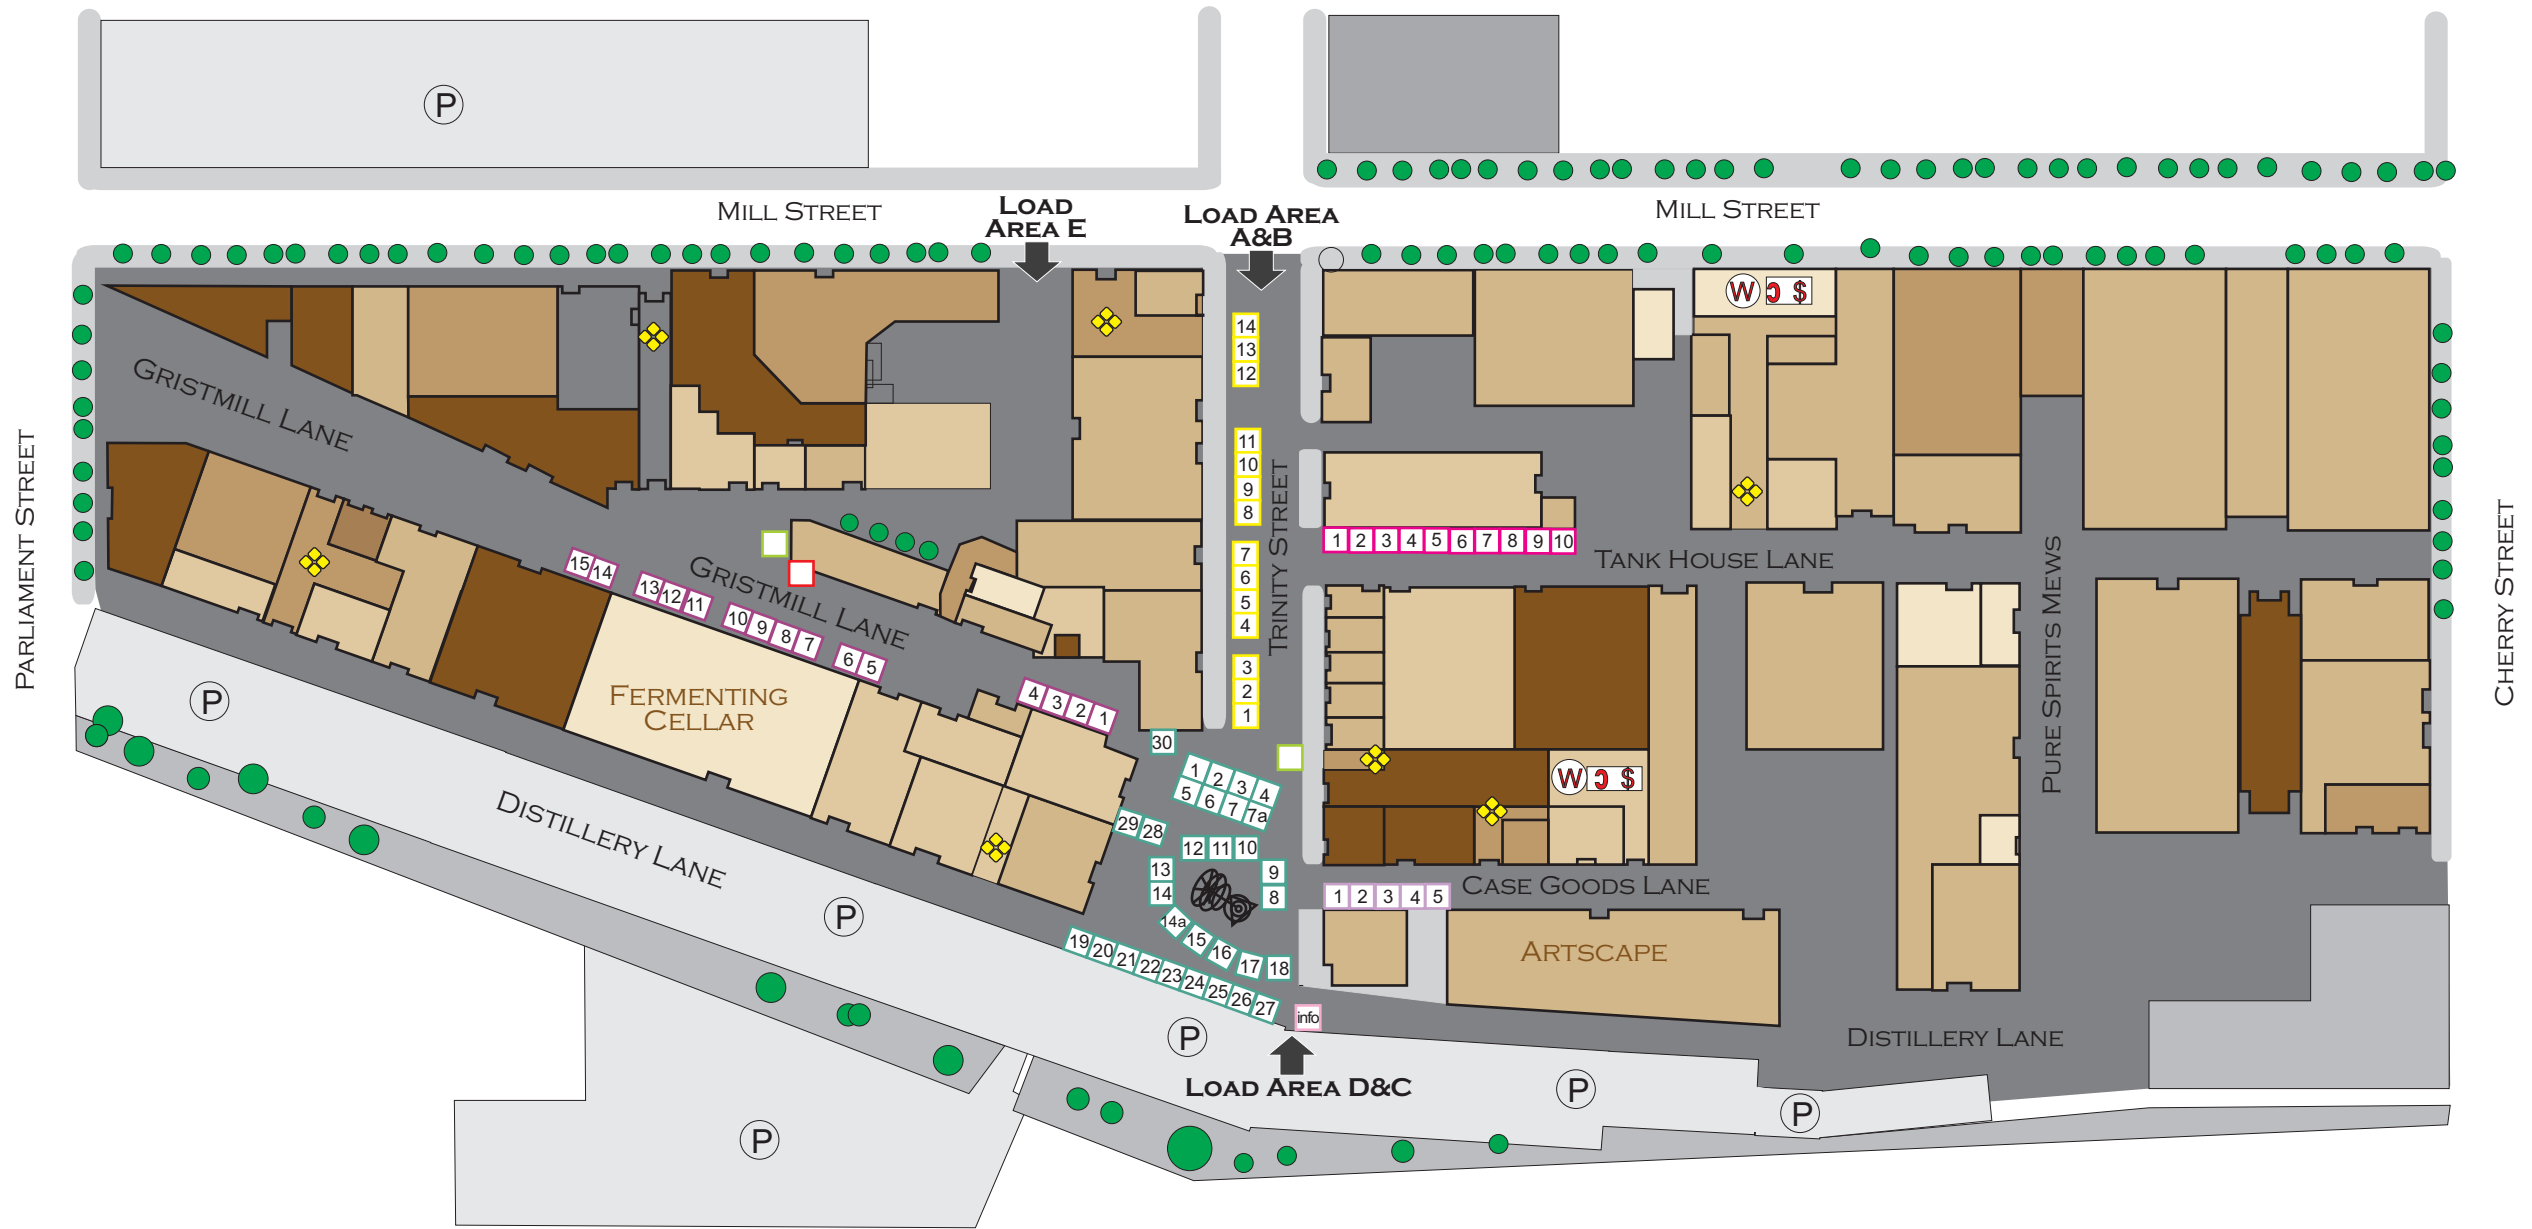 P
MILL STREET
LOAD
AREA E
LOAD AREA
A&B
MILL STREET
W C $
14
13
12
11
10
9
8
7
6
5
4
3
2
1
TRINITY STREET
GRISTMILL LANE
PARLIAMENT STREET
CHERRY STREET
1 2 3 4 5 6 7 8 9 10
TANK HOUSE LANE
PURE SPIRITS MEWS
15 14
13 12 11
10 9 8 7
6 5
4 3 2 1
GRISTMILL LANE
FERMENTING
CELLAR
P
30
1 2 3 4
5 6 7 7a
29 28
12 11 10
13
14
9
8
14a
15
16
17
18
19 20 21 22 23 24 25 26 27
W C $
1 2 3 4 5
CASE GOODS LANE
ARTSCAPE
DISTILLERY LANE
P
info
P
LOAD AREA D&C
DISTILLERY LANE
P
P
P